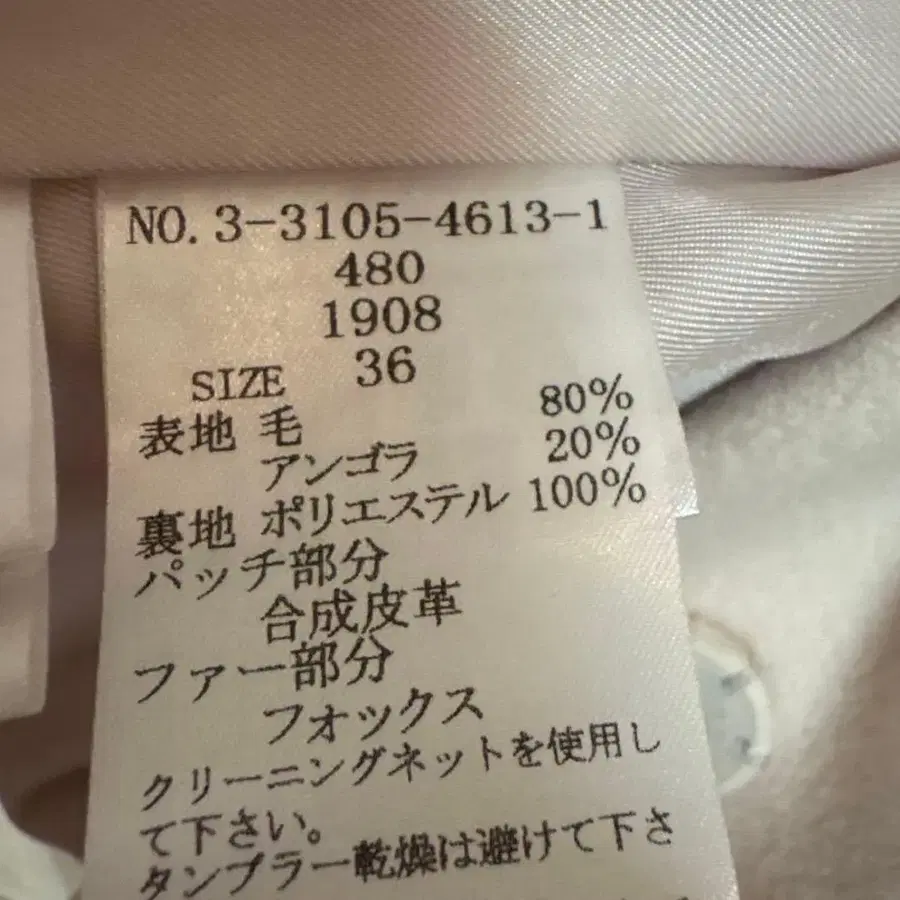 NO. 3-3105-4613-1
480
1908
SIZE 36
表地 毛 80%
アンゴラ 20%
裏地 ポリエステル 100%
パッチ部分
合成皮革
ファー部分
フォックス
クリーニングネットを使用し
て下さい。
タンブラー乾燥は避けて下さ